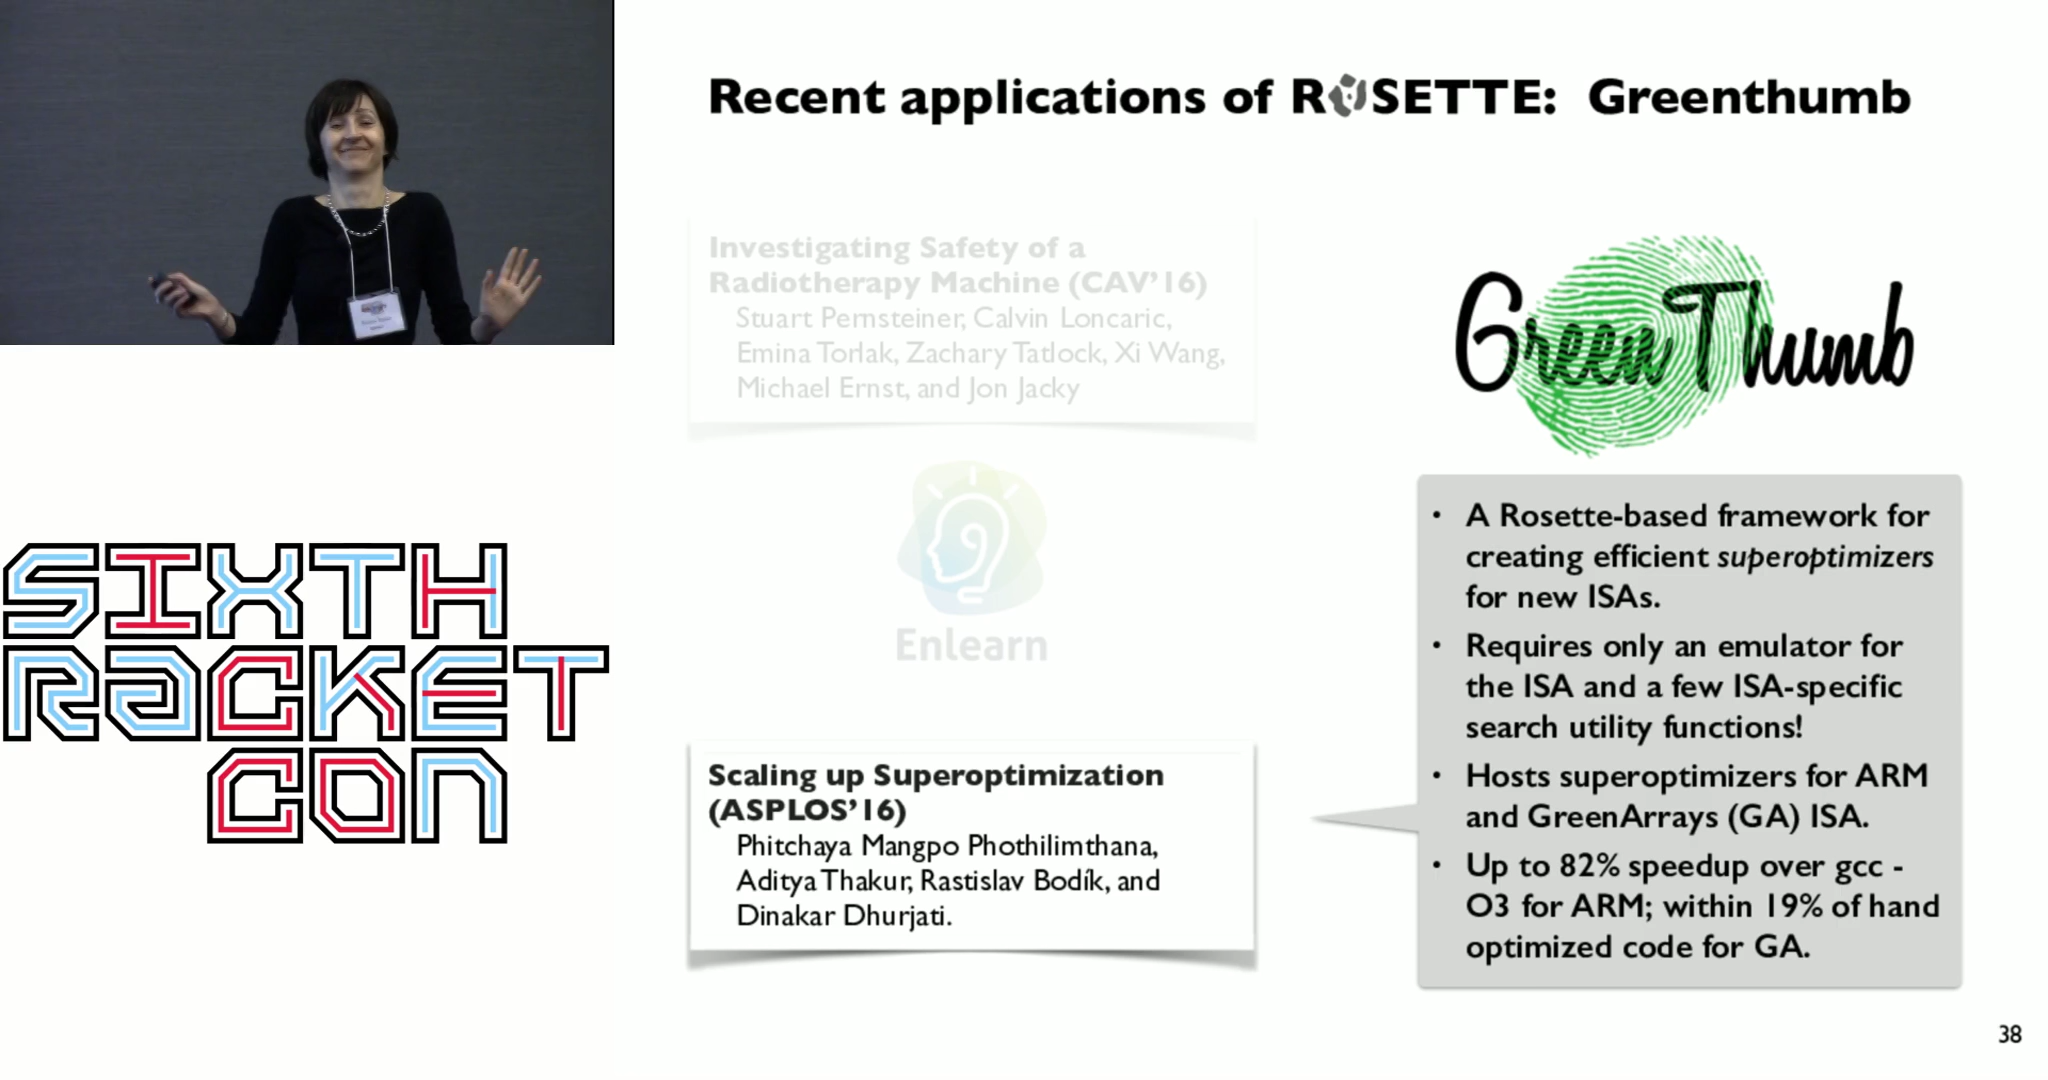 Recent applications of ROSETTE: Greenthumb
Investigating Safety of a
Radiotherapy Machine (CAV'16)
Stuart Pernsteiner, Calvin Loncaric,
Emina Torlak, Zachary Tatlock, Xi Wang,
Michael Ernst, and Jon Jacky
Enlearn
Scaling up Superoptimization
(ASPLOS'16)
Phitchaya Mangpo Phothilimthana,
Aditya Thakur, Rastislav Bodík, and
Dinakar Dhurjati.
GreenThumb
• A Rosette-based framework for
creating efficient superoptimizers
for new ISAs.
• Requires only an emulator for
the ISA and a few ISA-specific
search utility functions!
• Hosts superoptimizers for ARM
and GreenArrays (GA) ISA.
• Up to 82% speedup over gcc -
O3 for ARM; within 19% of hand
optimized code for GA.
38
SIXTH
RACKET
CON